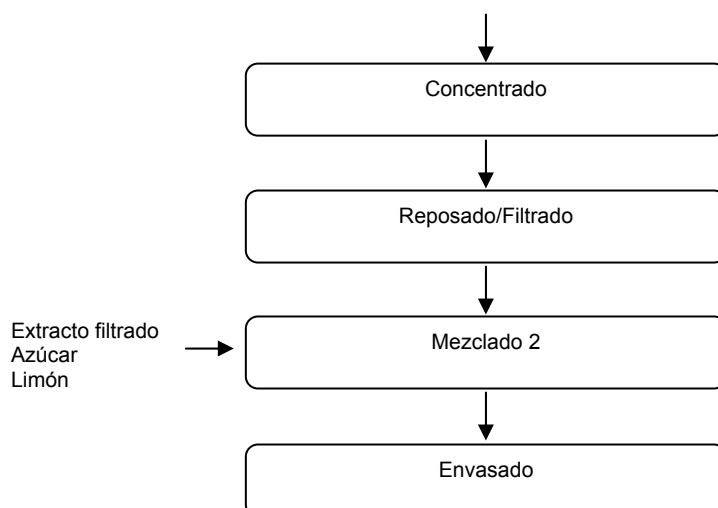 Concentrado
Reposado/Filtrado
Extracto filtrado
Azúcar
Limón
Mezclado 2
Envasado